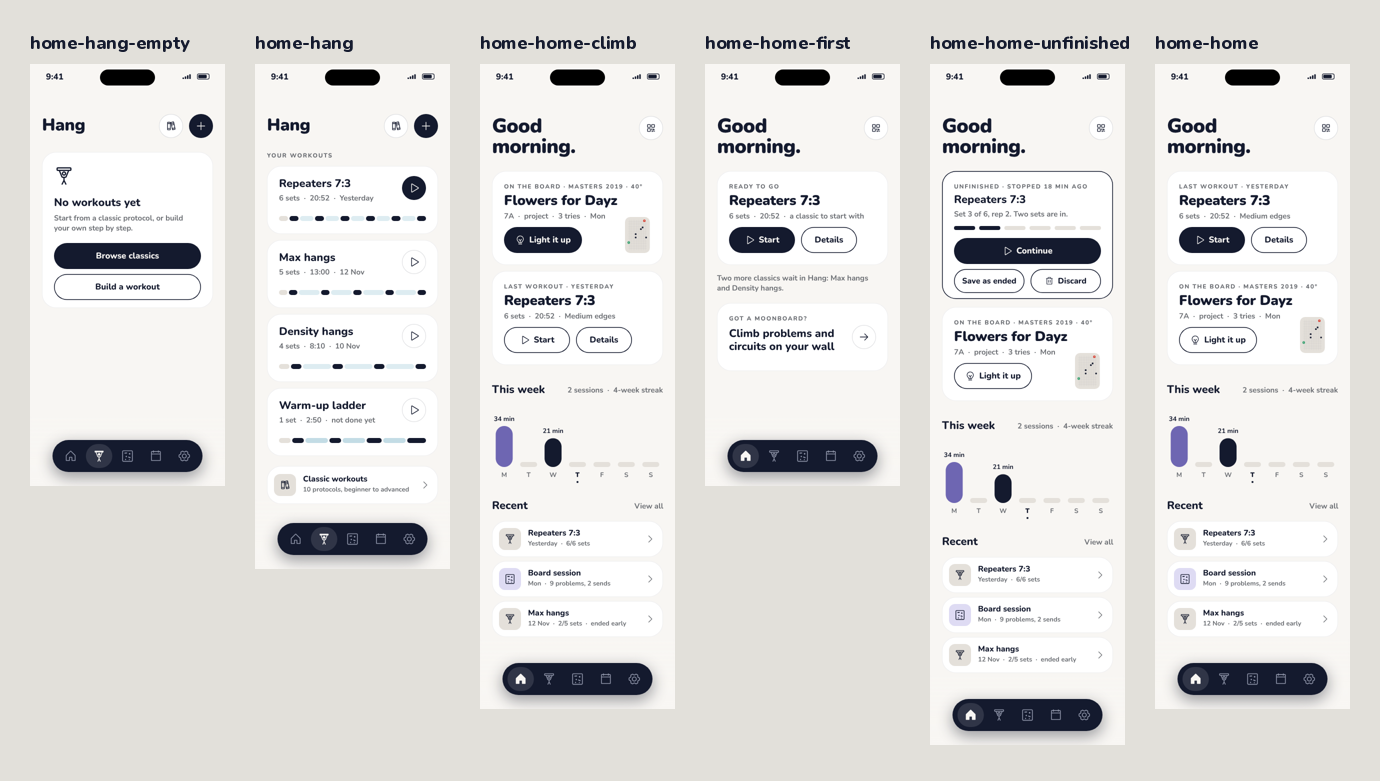 home-hang-empty
9:41
Hang
No workouts yet
Start from a classic protocol, or build
your own step by step.
Browse classics
Build a workout
home-hang
9:41
Hang
YOUR WORKOUTS
Repeaters 7:3
6 sets · 20:52 · Yesterday
Max hangs
5 sets · 13:00 · 12 Nov
Density hangs
4 sets · 8:10 · 10 Nov
Warm-up ladder
1 set · 2:50 · not done yet
Classic workouts
10 protocols, beginner to advanced
home-home-climb
9:41
Good
morning.
ON THE BOARD · MASTERS 2019 · 40°
Flowers for Dayz
7A · project · 3 tries · Mon
Light it up
LAST WORKOUT · YESTERDAY
Repeaters 7:3
6 sets · 20:52 · Medium edges
Start
Details
This week
2 sessions · 4-week streak
34 min
21 min
M T W T F S S
Recent
View all
Repeaters 7:3
Yesterday · 6/6 sets
Board session
Mon · 9 problems, 2 sends
Max hangs
12 Nov · 2/5 sets · ended early
home-home-first
9:41
Good
morning.
READY TO GO
Repeaters 7:3
6 sets · 20:52 · a classic to start with
Start
Details
Two more classics wait in Hang: Max hangs
and Density hangs.
GOT A MOONBOARD?
Climb problems and
circuits on your wall
home-home-unfinished
9:41
Good
morning.
UNFINISHED · STOPPED 18 MIN AGO
Repeaters 7:3
Set 3 of 6, rep 2. Two sets are in.
Continue
Save as ended
Discard
ON THE BOARD · MASTERS 2019 · 40°
Flowers for Dayz
7A · project · 3 tries · Mon
Light it up
This week
2 sessions · 4-week streak
34 min
21 min
M T W T F S S
Recent
View all
Repeaters 7:3
Yesterday · 6/6 sets
Board session
Mon · 9 problems, 2 sends
Max hangs
12 Nov · 2/5 sets · ended early
home-home
9:41
Good
morning.
LAST WORKOUT · YESTERDAY
Repeaters 7:3
6 sets · 20:52 · Medium edges
Start
Details
ON THE BOARD · MASTERS 2019 · 40°
Flowers for Dayz
7A · project · 3 tries · Mon
Light it up
This week
2 sessions · 4-week streak
34 min
21 min
M T W T F S S
Recent
View all
Repeaters 7:3
Yesterday · 6/6 sets
Board session
Mon · 9 problems, 2 sends
Max hangs
12 Nov · 2/5 sets · ended early